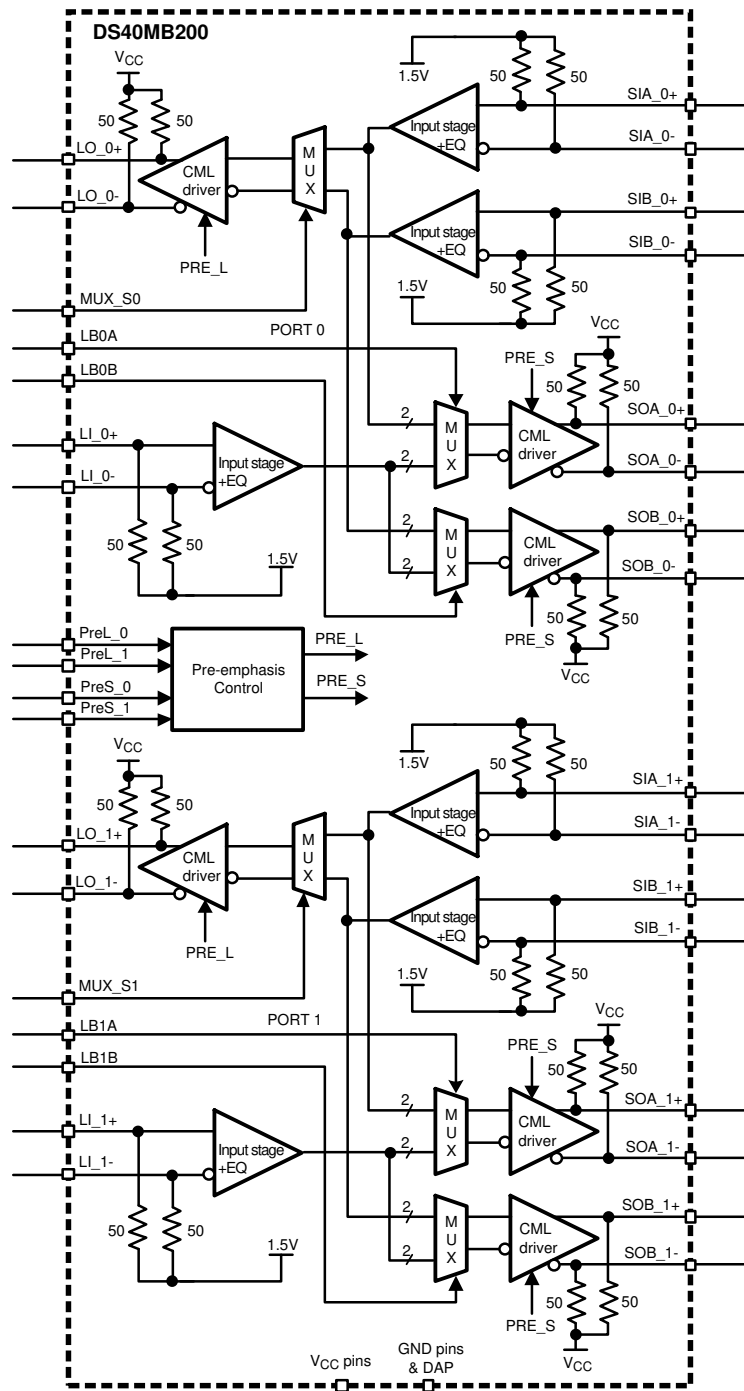 DS40MB200
VCC
50
50
LO_0+
LO_0-
CML
driver
PRE_L
M
U
X
1.5V
50
50
Input stage
+EQ
SIA_0+
SIA_0-
Input stage
+EQ
SIB_0+
SIB_0-
1.5V
50
50
MUX_S0
PORT 0
LB0A
LB0B
VCC
PRE_S
50
50
LI_0+
LI_0-
Input stage
+EQ
50
50
1.5V
2
2
M
U
X
CML
driver
SOA_0+
SOA_0-
2
2
M
U
X
CML
driver
SOB_0+
SOB_0-
50
50
PRE_S
VCC
PreL_0
PreL_1
PreS_0
PreS_1
Pre-emphasis
Control
PRE_L
PRE_S
VCC
50
50
LO_1+
LO_1-
CML
driver
PRE_L
M
U
X
1.5V
50
50
Input stage
+EQ
SIA_1+
SIA_1-
Input stage
+EQ
SIB_1+
SIB_1-
1.5V
50
50
MUX_S1
PORT 1
LB1A
LB1B
VCC
PRE_S
50
50
LI_1+
LI_1-
Input stage
+EQ
50
50
1.5V
2
2
M
U
X
CML
driver
SOA_1+
SOA_1-
2
2
M
U
X
CML
driver
SOB_1+
SOB_1-
50
50
PRE_S
VCC
VCC pins
GND pins
& DAP